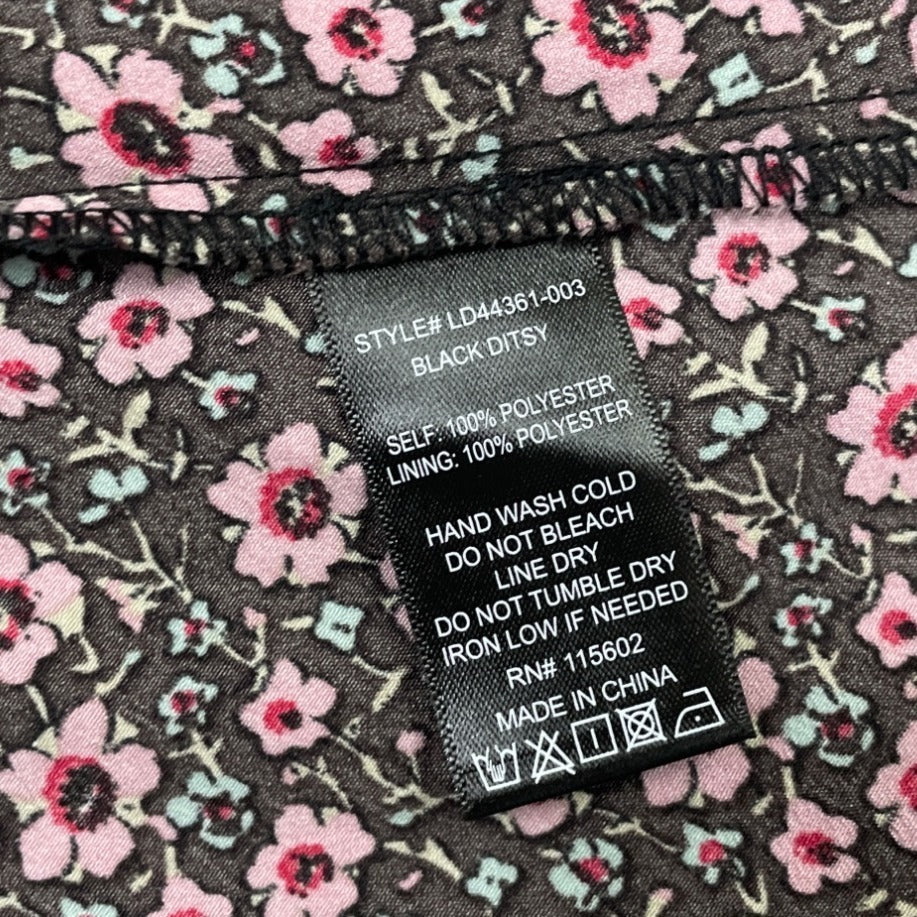 STYLE# LD44361-003
BLACK DITSY
SELF: 100% POLYESTER
LINING: 100% POLYESTER
HAND WASH COLD
DO NOT BLEACH
LINE DRY
DO NOT TUMBLE DRY
IRON LOW IF NEEDED
RN# 115602
MADE IN CHINA